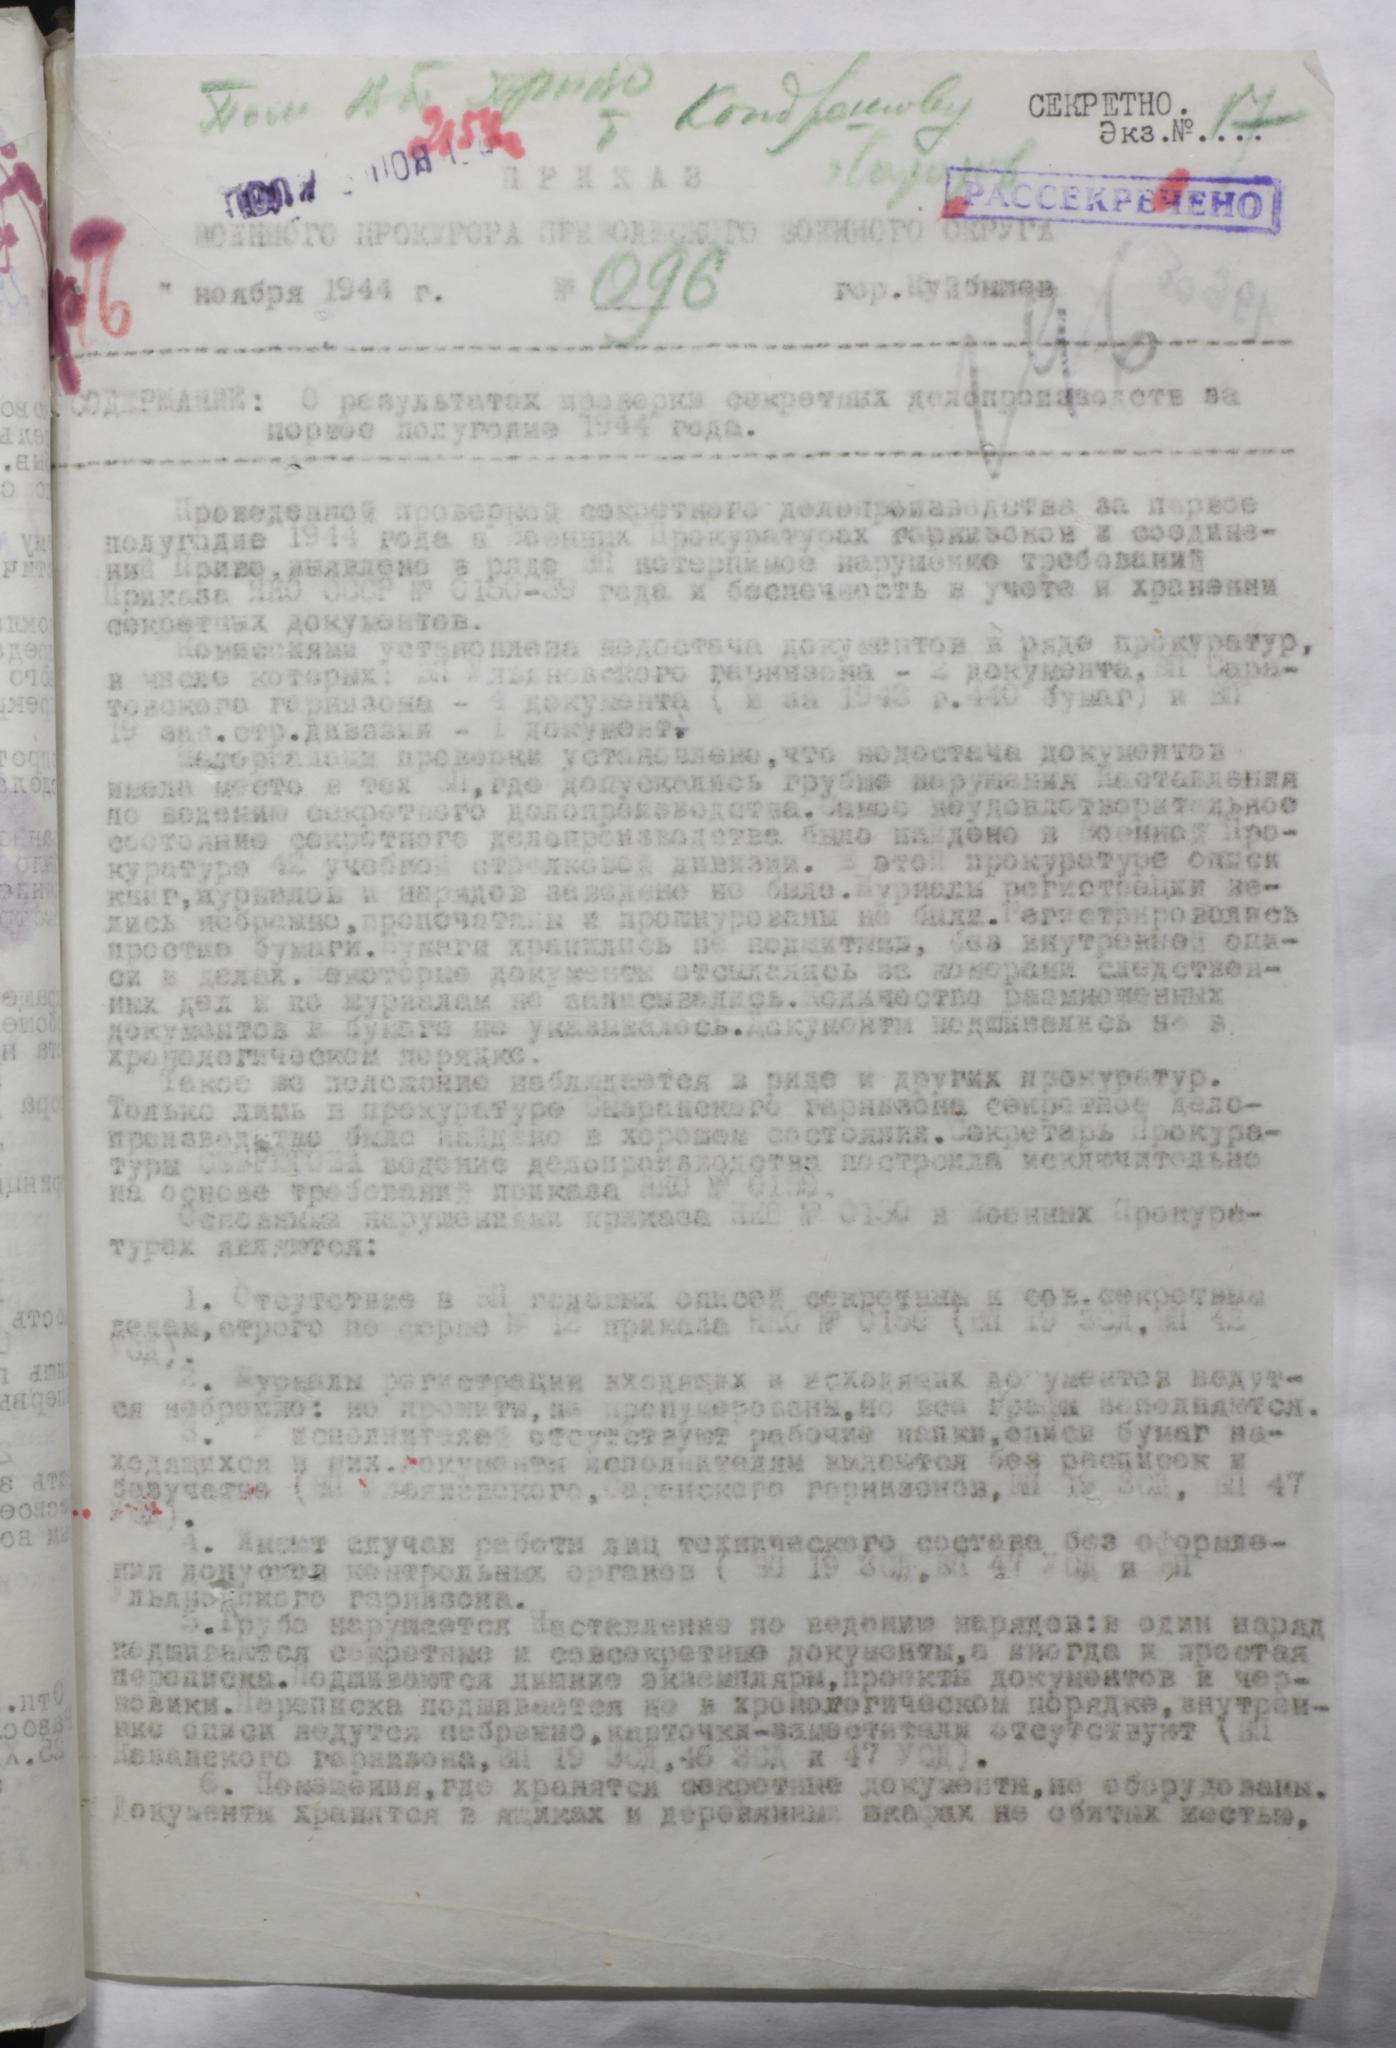 Кондрашову
СЕКРЕТНО.
Экз.№.... 17
2154
ПРИКАЗ
РАССЕКРЕЧЕНО
ВОЕННОГО ПРОКУРОРА ПРИВОЛЖСКОГО ВОЕННОГО ОКРУГА
"16" ноября 1944 г. № 096 гор.Куйбышев
СОДЕРЖАНИЕ: О результатах проверки секретных делопроизводств за
первое полугодие 1944 года.
Проведенной проверкой секретного делопроизводства за первое
полугодие 1944 года в Военных Прокуратурах гарнизонов и соедине-
ний ПриВО,выявлено в ряде ВП нетерпимое нарушение требований
Приказа НКО СССР № 0150-39 года и беспечность в учете и хранении
секретных документов.
Комиссиями установлена недостача документов в ряде прокуратур,
в числе которых: ВП Ульяновского гарнизона - 2 документа,ВП Сара-
товского гарнизона - 4 документа ( и за 1943 г.440 бумаг) и ВП
19 зап.стр.дивизии - 1 документ.
Материалами проверки установлено,что недостача документов
имела место в тех ВП,где допускались грубые нарушения Наставления
по ведению секретного делопроизводства.Самое неудовлетворительное
состояние секретного делопроизводства было найдено в Военной Про-
куратуре 42 учебной стрелковой дивизии. В этой прокуратуре описи
книг,журналов и нарядов заведено не было.Журналы регистрации ве-
лись небрежно,пропечатаны и прошнурованы не были.Регистрировались
простые бумаги.Бумаги хранились не подшитыми, без внутренней опи-
си в делах.Некоторые документы отсылались за номерами следствен-
ных дел и по журналам не записывались.Количество размноженных
документов и бумаге не указывалось.Документы подшивались не в
хронологическом порядке.
Такое же положение наблюдается в ряде и других прокуратур.
Только лишь в прокуратуре Сызранского гарнизона секретное дело-
производство было найдено в хорошем состоянии.Секретарь Прокура-
туры ведение делопроизводства построила исключительно
на основе требований приказа НКО № 0150.
Основными нарушениями приказа НКО № 0150 в Военных Прокура-
турах являются:
1. Отсутствие в ВП годовых описей секретным и сов.секретным
делам,строго по форме № 12 приказа НКО № 0150 (ВП 19 ЗСД,ВП 42
УСД).
2. Журналы регистрации входящих и исходящих документов ведут-
ся небрежно: не прошиты,не пронумерованы,не все графы заполняются.
3. У исполнителей отсутствуют рабочие папки,описи бумаг на-
ходящихся в них.Документы исполнителям выдаются без расписок и
безучастно (ВП Ульяновского,Саранского гарнизонов,ВП 19 ЗСД, ВП 47
УСД).
4. Имеют случаи работы лиц технического состава без оформле-
ния допусков контрольных органов ( ВП 19 ЗСД,ВП 47 УСД и ВП
Ульяновского гарнизона.
5.Грубо нарушается Наставление по ведению нарядов:в один наряд
подшиваются секретные и совсекретные документы,а иногда и простая
переписка.Подшиваются лишние экземпляры,проекты документов и чер-
новики.Переписка подшивается не в хронологическом порядке,внутрен-
ние описи ведутся небрежно,карточки-заместители отсутствуют (ВП
Казанского гарнизона,ВП 19 ЗСД,46 ЗСД и 47 УСД).
6. Помещения,где хранятся секретные документы,не оборудованы.
Документы хранятся в ящиках и деревянных шкафах не обитых жестью.